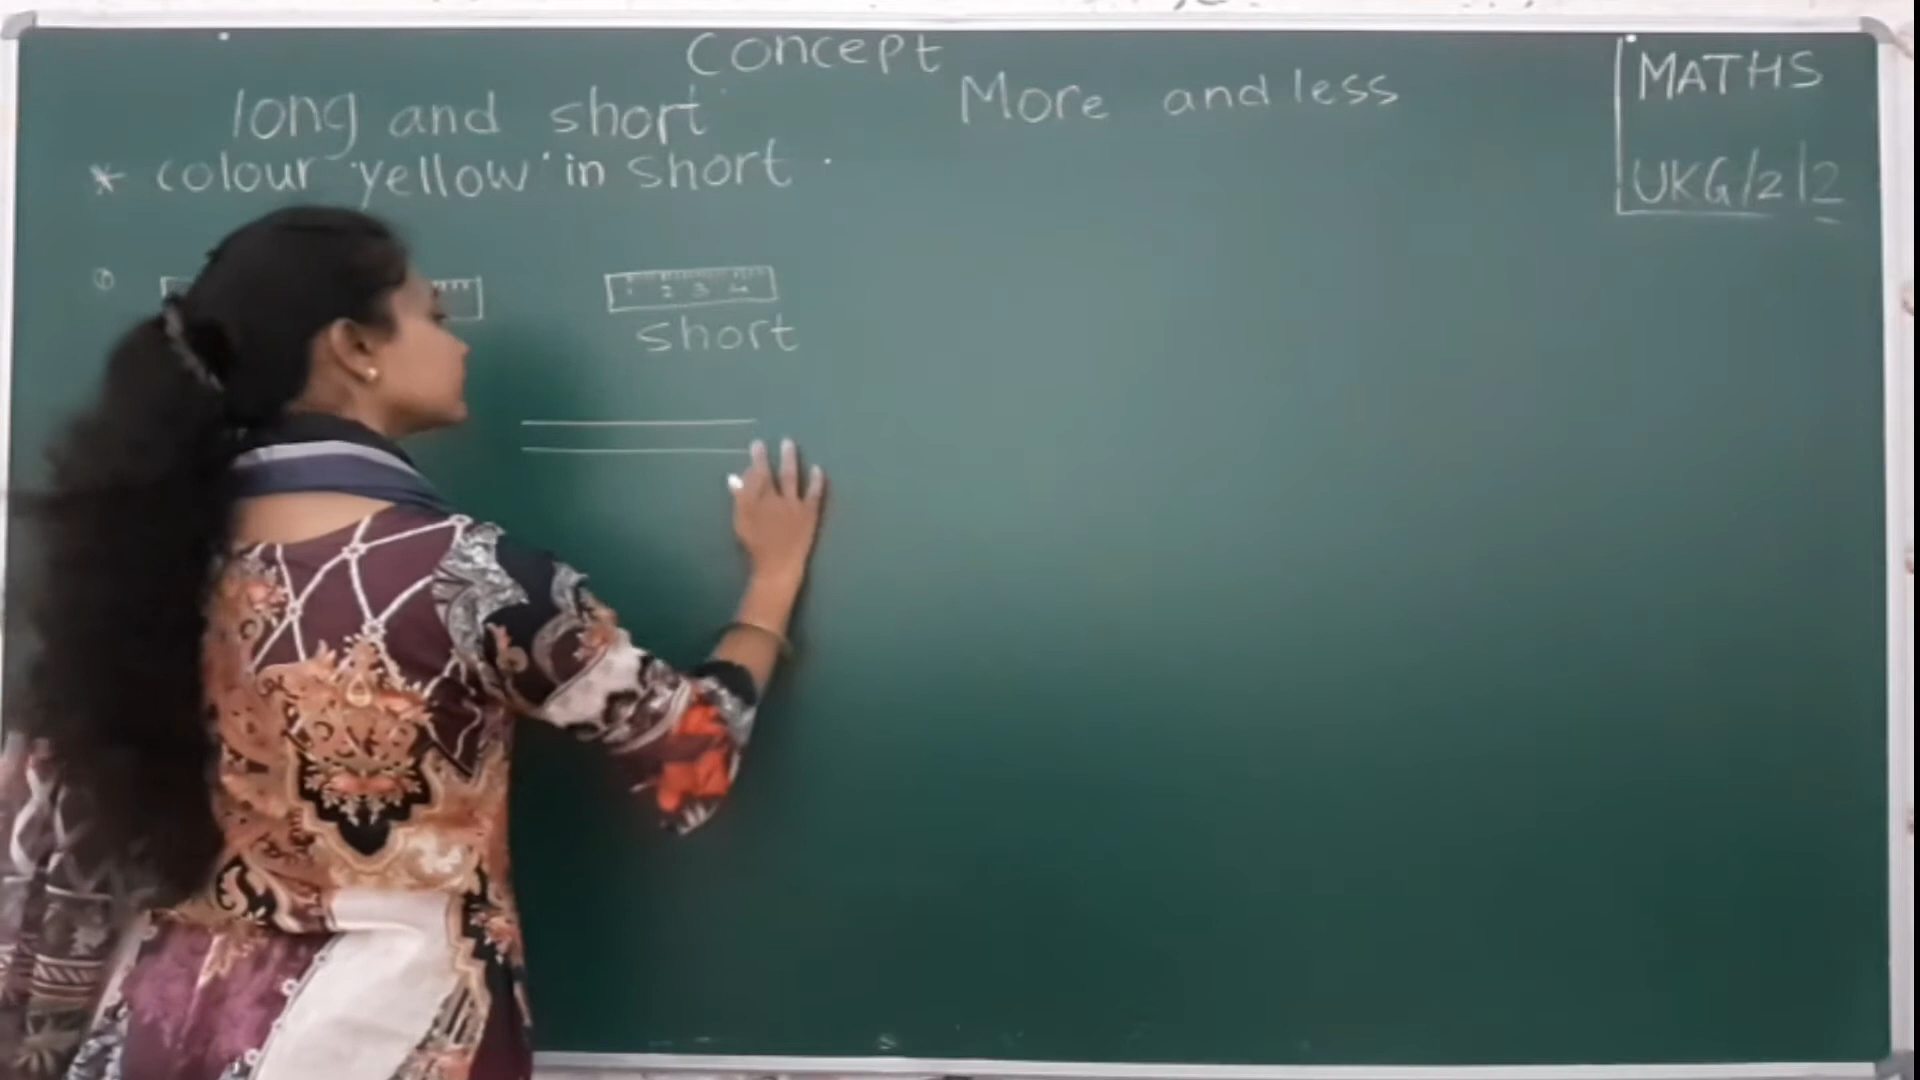 Concept
long and short
More and less
MATHS
UKG/2/2
* colour 'yellow' in short.
①
1 2 3 4
short